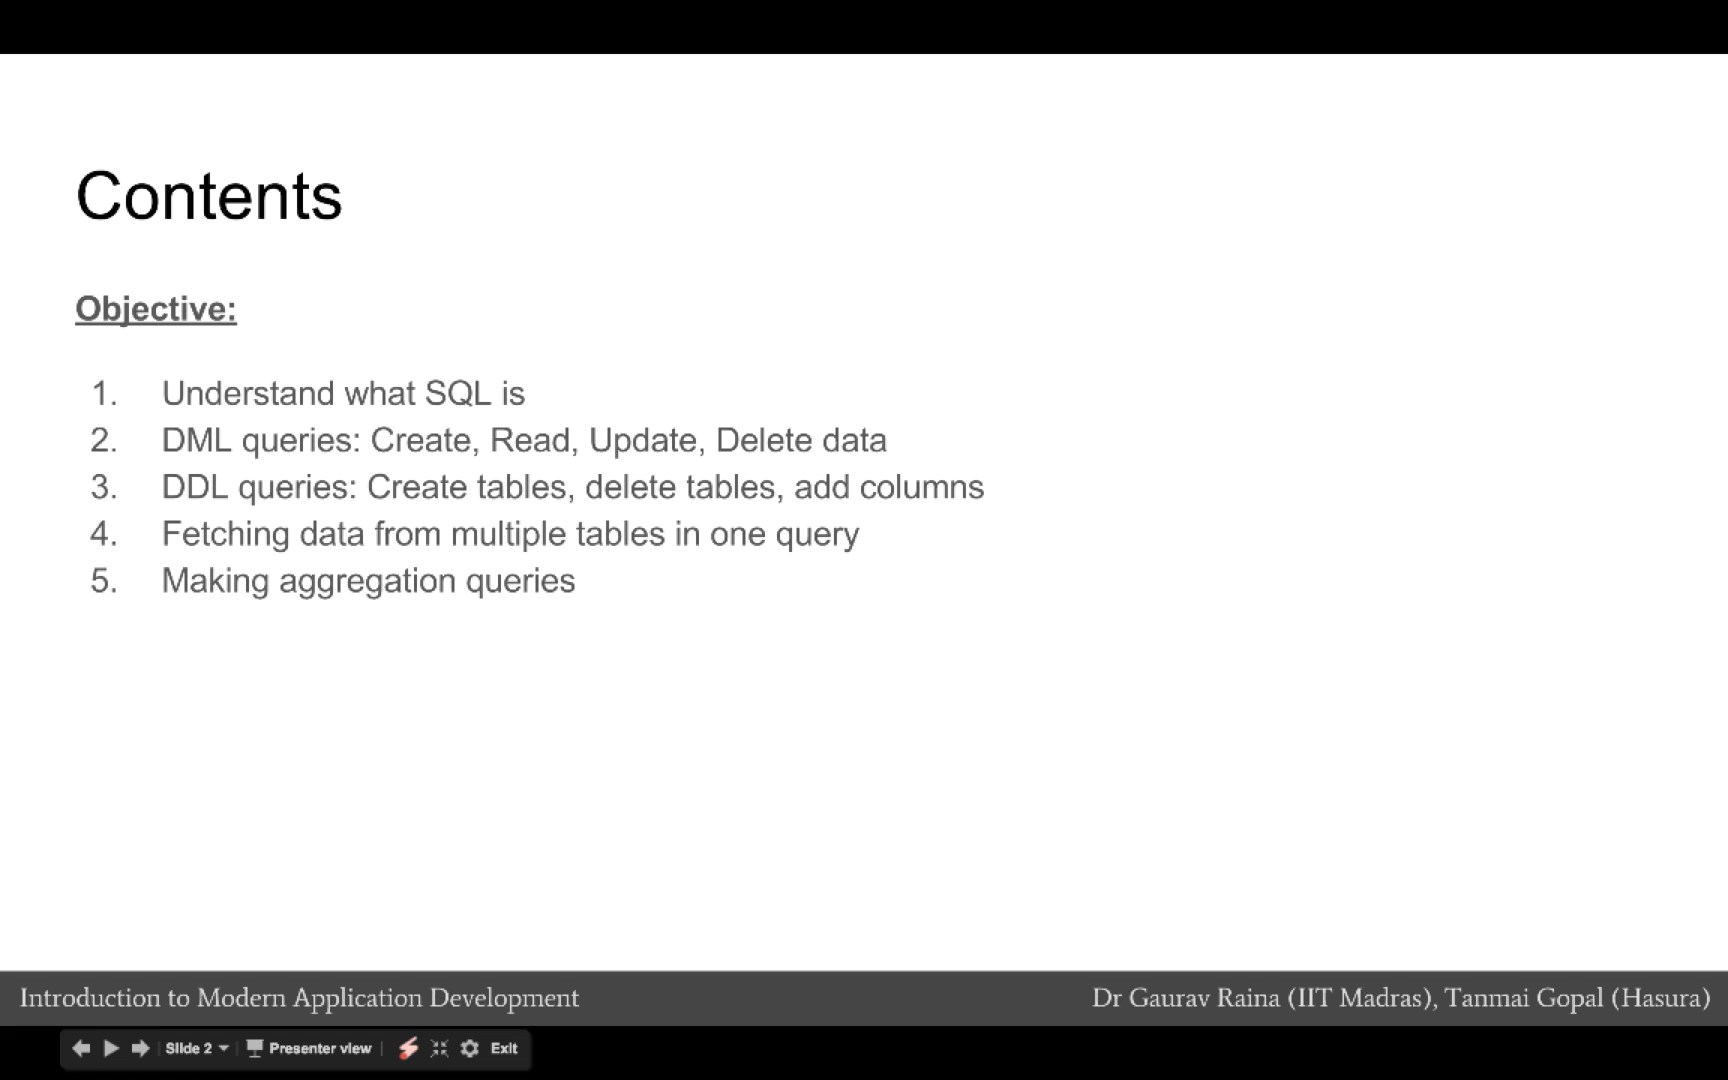 Contents
Objective:
1. Understand what SQL is
2. DML queries: Create, Read, Update, Delete data
3. DDL queries: Create tables, delete tables, add columns
4. Fetching data from multiple tables in one query
5. Making aggregation queries
Introduction to Modern Application Development
Dr Gaurav Raina (IIT Madras), Tanmai Gopal (Hasura)
Slide 2 Presenter view Exit